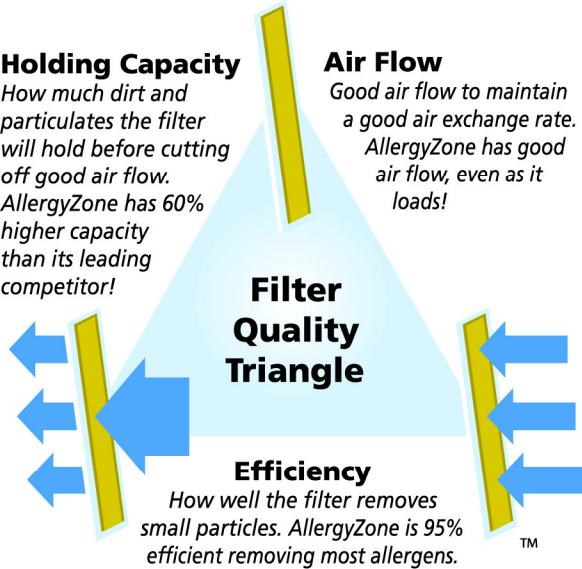 Holding Capacity
How much dirt and
particulates the filter
will hold before cutting
off good air flow.
AllergyZone has 60%
higher capacity
than its leading
competitor!
Air Flow
Good air flow to maintain
a good air exchange rate.
AllergyZone has good
air flow, even as it
loads!
Filter
Quality
Triangle
Efficiency
How well the filter removes
small particles. AllergyZone is 95%
efficient removing most allergens.
TM